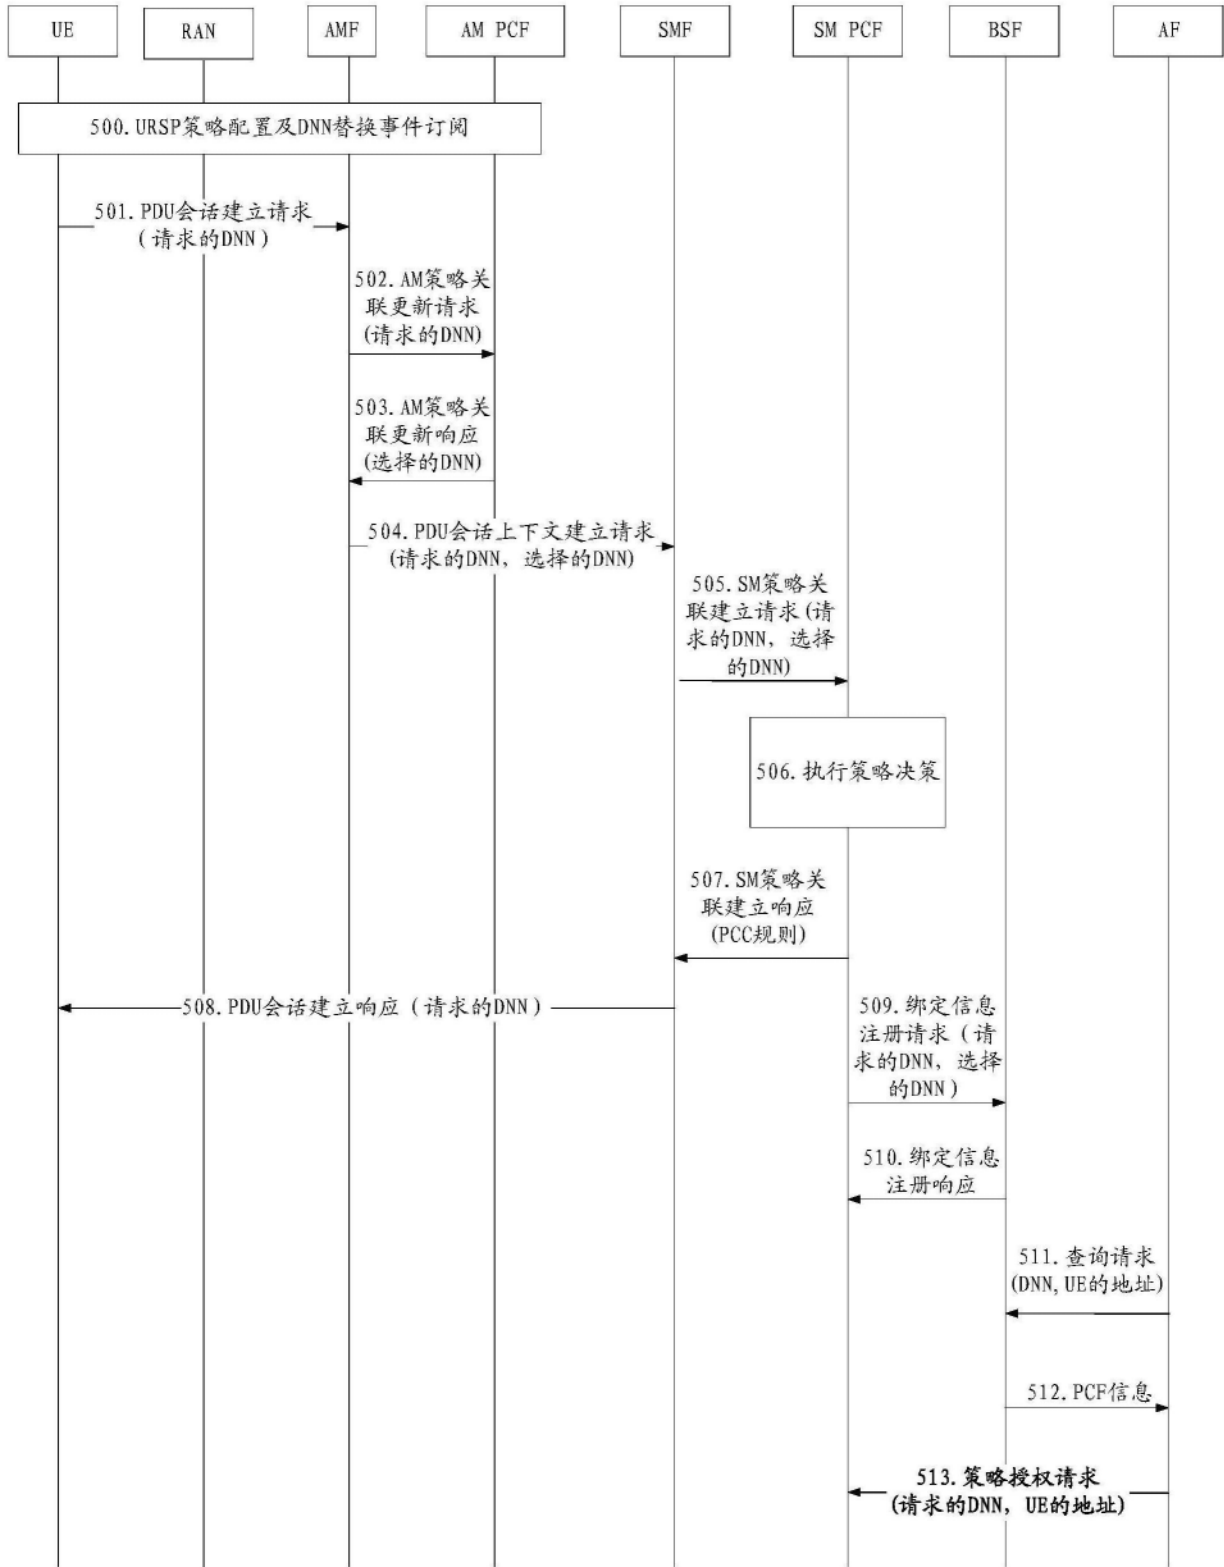 UE
RAN
AMF
AM PCF
SMF
SM PCF
BSF
AF
500.URSP策略配置及DNN替换事件订阅
501.PDU会话建立请求
(请求的DNN)
502.AM策略关
联更新请求
(请求的DNN)
503.AM策略关
联更新响应
(选择的DNN)
504.PDU会话上下文建立请求
(请求的DNN, 选择的DNN)
505.SM策略关
联建立请求(请
求的DNN, 选择
的DNN)
506.执行策略决策
507.SM策略关
联建立响应
(PCC规则)
508.PDU会话建立响应(请求的DNN)
509.绑定信息
注册请求(请
求的DNN, 选择
的DNN)
510.绑定信息
注册响应
511.查询请求
(DNN,UE的地址)
512.PCF信息
513.策略授权请求
(请求的DNN, UE的地址)